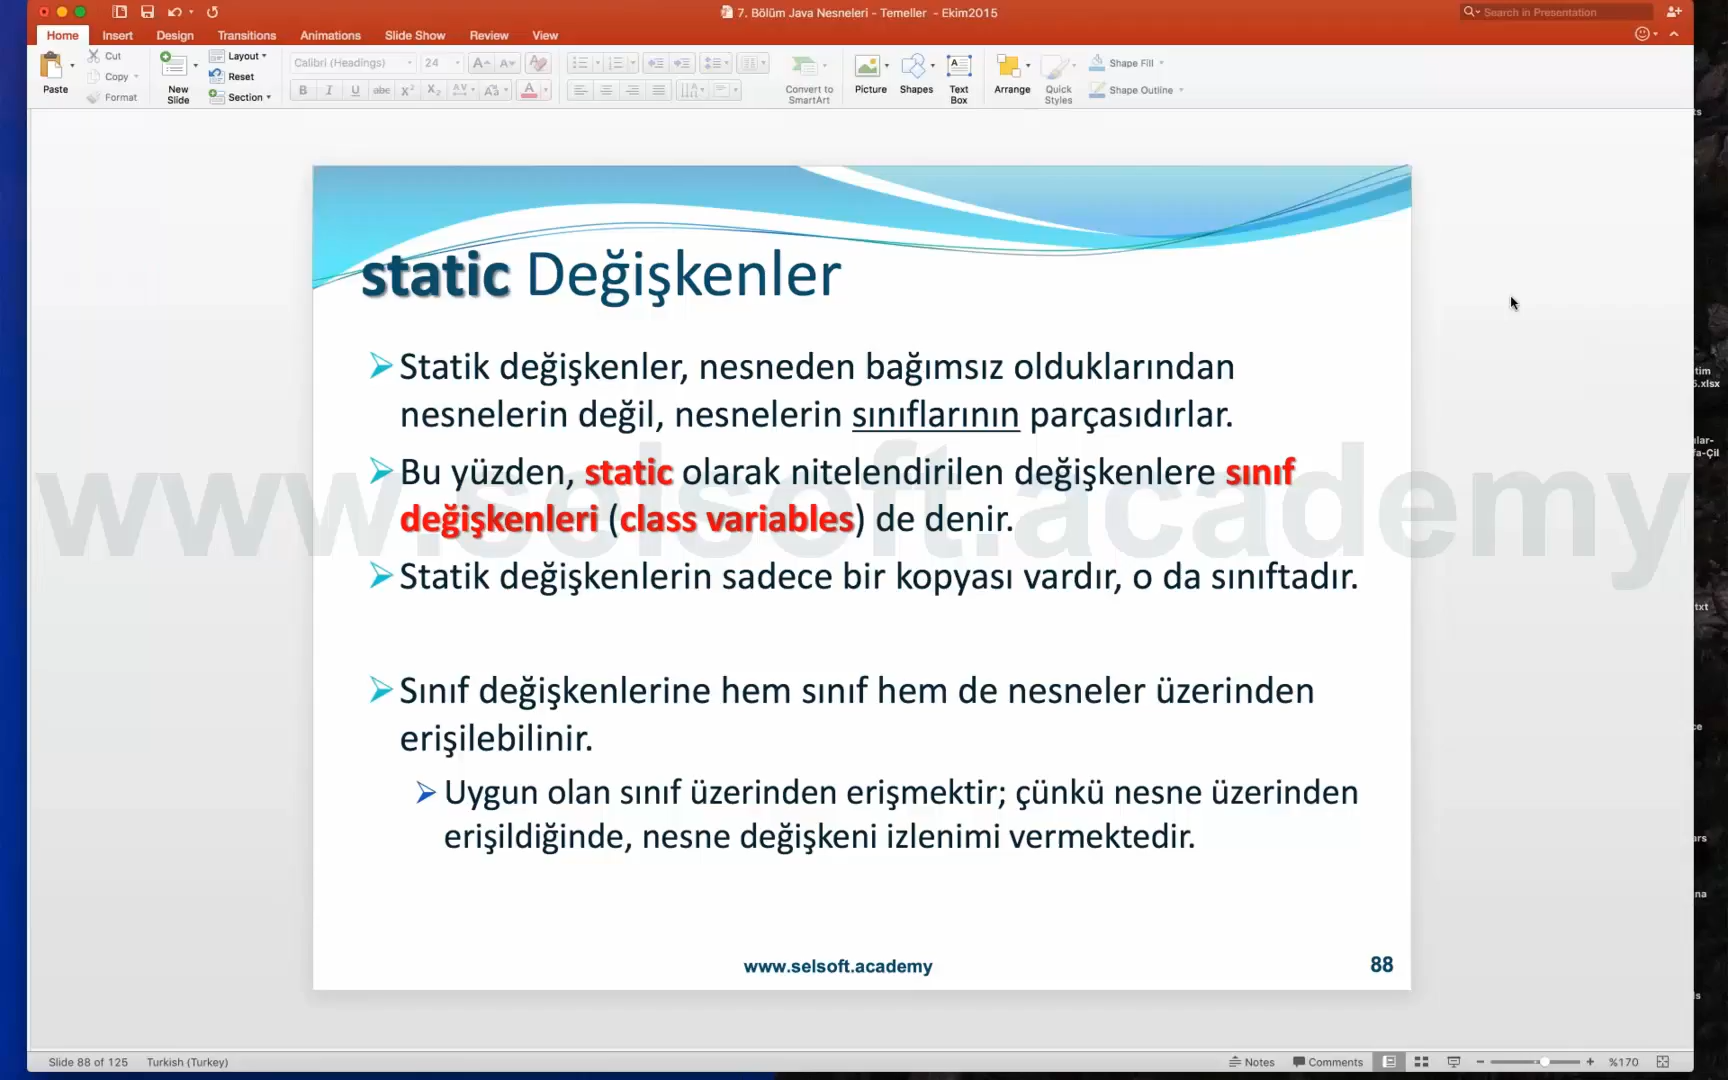 7. Bölüm Java Nesneleri - Temeller - Ekim2015
Search in Presentation
Home Insert Design Transitions Animations Slide Show Review View
Paste
Cut
Copy
Format
New Slide
Layout
Reset
Section
Calibri (Headings) 24
B I U abc X² X₂ AV Aa A
Convert to SmartArt
Picture
Shapes
Text Box
Arrange
Quick Styles
Shape Fill
Shape Outline
static Değişkenler
Statik değişkenler, nesneden bağımsız olduklarından
nesnelerin değil, nesnelerin sınıflarının parçasıdırlar.
Bu yüzden, static olarak nitelendirilen değişkenlere sınıf
değişkenleri (class variables) de denir.
Statik değişkenlerin sadece bir kopyası vardır, o da sınıftadır.
Sınıf değişkenlerine hem sınıf hem de nesneler üzerinden
erişilebilinir.
Uygun olan sınıf üzerinden erişmektir; çünkü nesne üzerinden
erişildiğinde, nesne değişkeni izlenimi vermektedir.
www.selsoft.academy
88
www.selsoft.academy
Slide 88 of 125 Turkish (Turkey)
Notes Comments %170